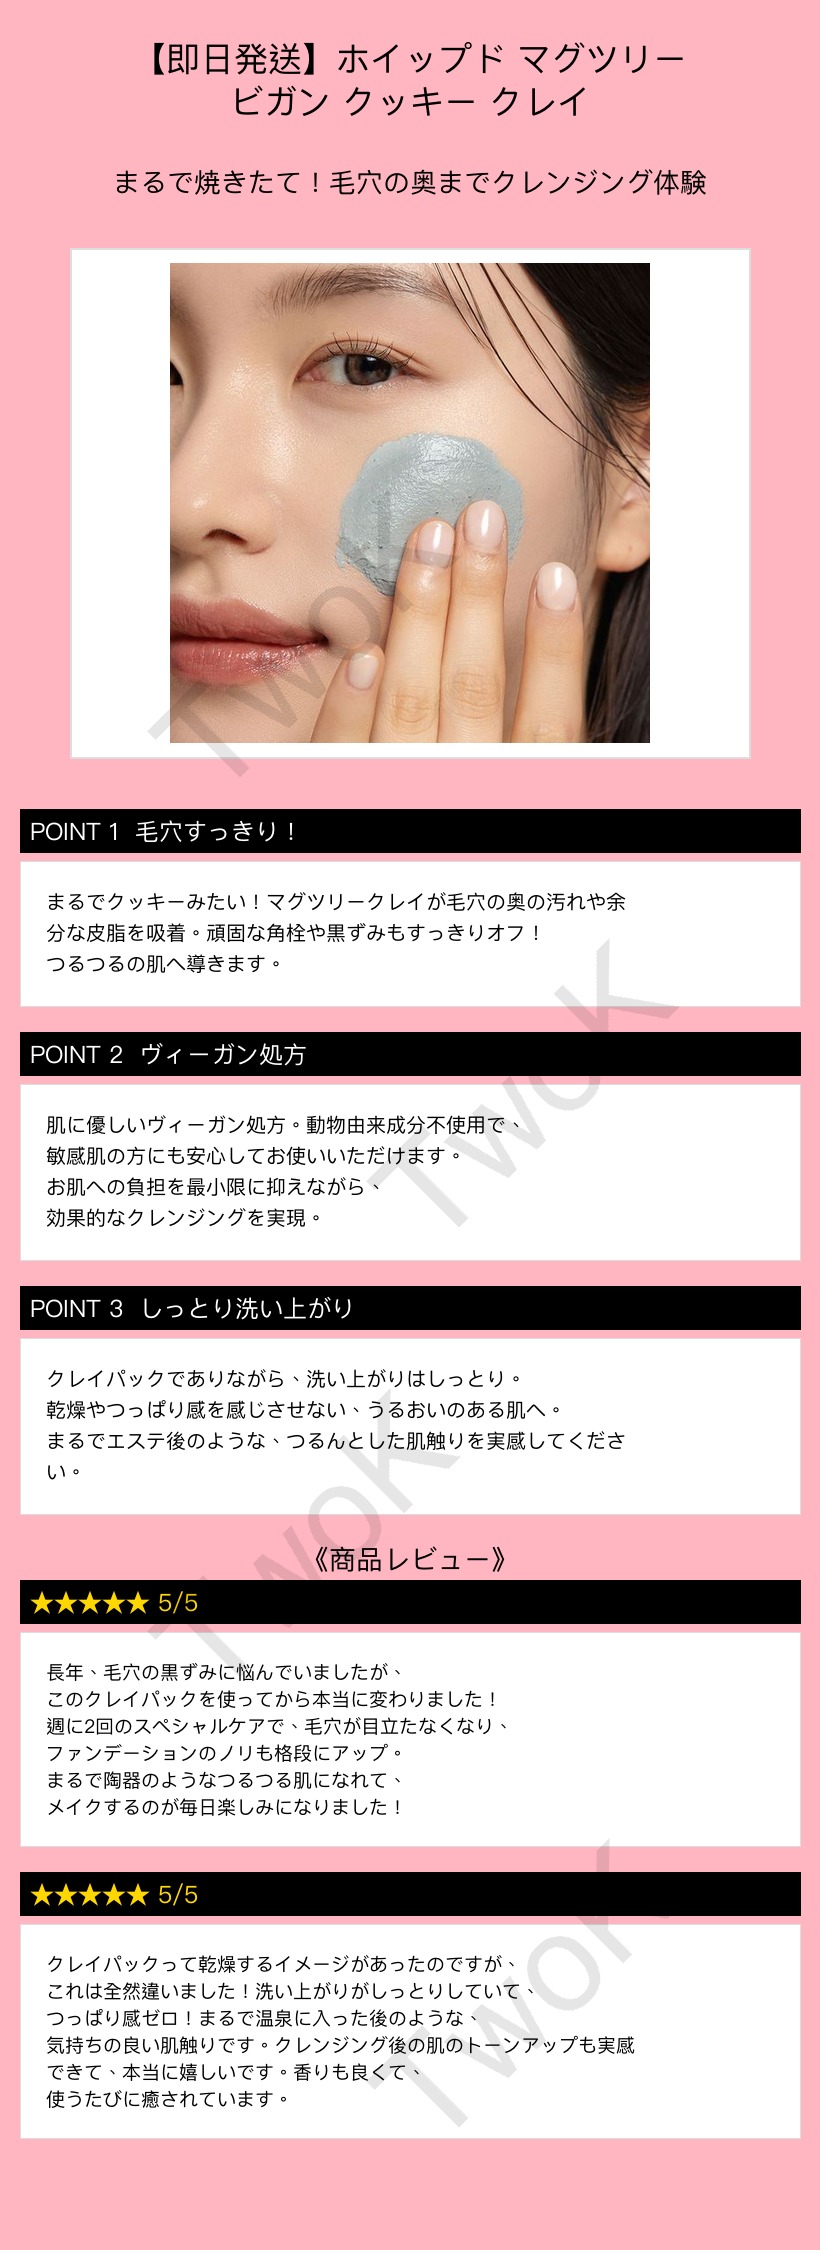 【即日発送】ホイップド マグツリー
ビガン クッキー クレイ
まるで焼きたて！毛穴の奥までクレンジング体験
TwoK
POINT 1 毛穴すっきり！
まるでクッキーみたい！マグツリークレイが毛穴の奥の汚れや余
分な皮脂を吸着。頑固な角栓や黒ずみもすっきりオフ！
つるつるの肌へ導きます。
TwoK
POINT 2 ヴィーガン処方
肌に優しいヴィーガン処方。動物由来成分不使用で、
敏感肌の方にも安心してお使いいただけます。
お肌への負担を最小限に抑えながら、
効果的なクレンジングを実現。
POINT 3 しっとり洗い上がり
クレイパックでありながら、洗い上がりはしっとり。
乾燥やつっぱり感を感じさせない、うるおいのある肌へ。
まるでエステ後のような、つるんとした肌触りを実感してくださ
い。
TwoK
《商品レビュー》
★★★★★ 5/5
長年、毛穴の黒ずみに悩んでいましたが、
このクレイパックを使ってから本当に変わりました！
週に2回のスペシャルケアで、毛穴が目立たなくなり、
ファンデーションのノリも格段にアップ。
まるで陶器のようなつるつる肌になれて、
メイクするのが毎日楽しみになりました！
★★★★★ 5/5
TwoK
クレイパックって乾燥するイメージがあったのですが、
これは全然違いました！洗い上がりがしっとりしていて、
つっぱり感ゼロ！まるで温泉に入った後のような、
気持ちの良い肌触りです。クレンジング後の肌のトーンアップも実感
できて、本当に嬉しいです。香りも良くて、
使うたびに癒されています。